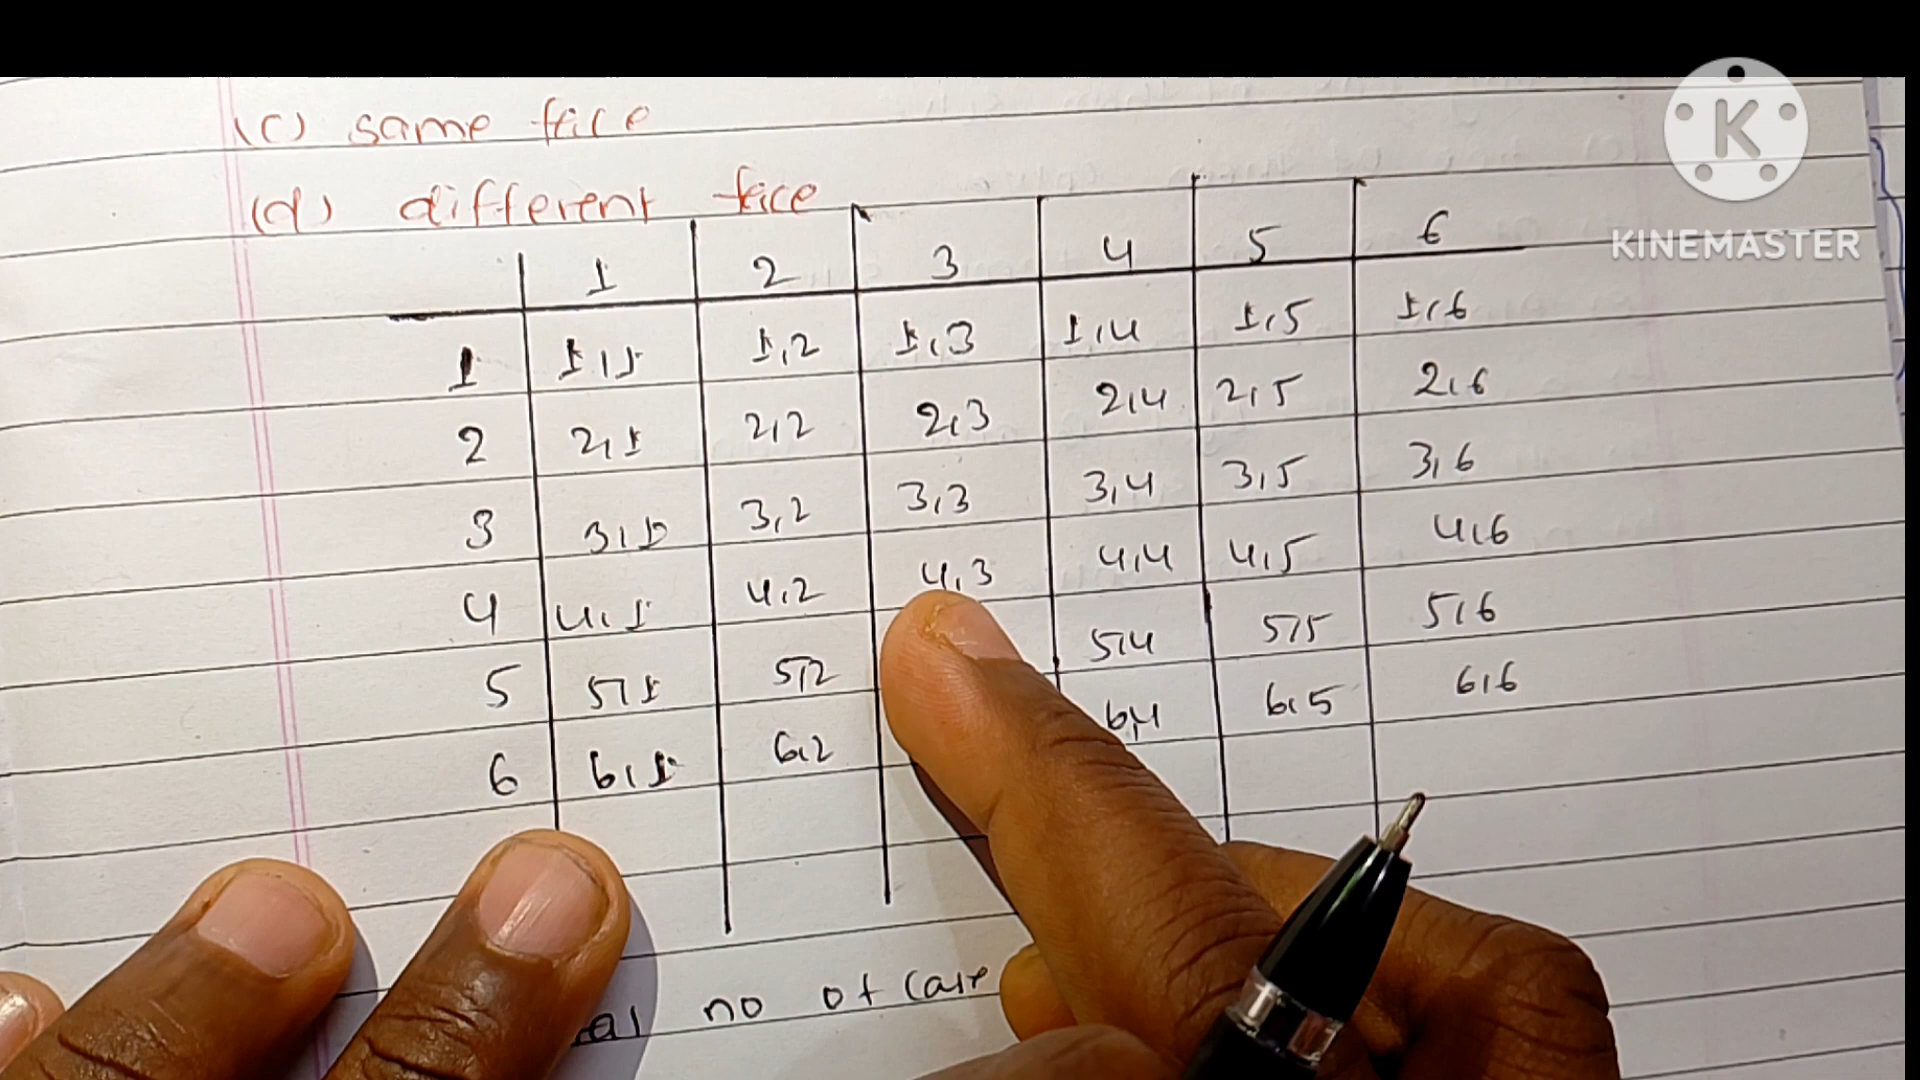 (c) same face
(d) different face
1 2 3 4 5 6
1 1,1 1,2 1,3 1,4 1,5 1,6
2 2,1 2,2 2,3 2,4 2,5 2,6
3 3,1 3,2 3,3 3,4 3,5 3,6
4 4,1 4,2 4,3 4,4 4,5 4,6
5 5,1 5,2 5,4 5,5 5,6
6 6,1 6,2 6,4 6,5 6,6
no of case
K
KINEMASTER